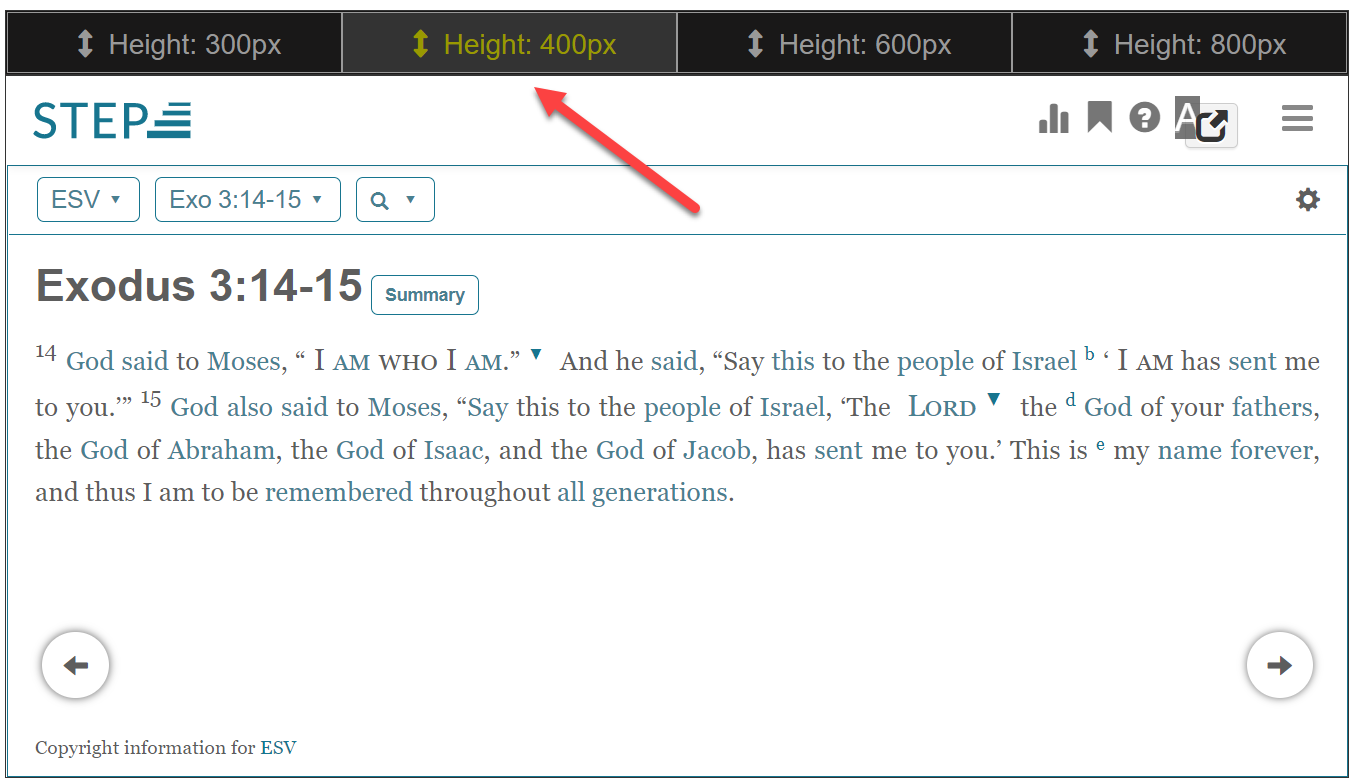 Height: 300px Height: 400px Height: 600px Height: 800px
STEP
A
ESV Exo 3:14-15
Exodus 3:14-15 Summary
14 God said to Moses, “ I AM WHO I AM.” And he said, “Say this to the people of Israel b ‘ I AM has sent me
to you.’” 15 God also said to Moses, “Say this to the people of Israel, ‘The LORD the d God of your fathers,
the God of Abraham, the God of Isaac, and the God of Jacob, has sent me to you.’ This is e my name forever,
and thus I am to be remembered throughout all generations.
Copyright information for ESV